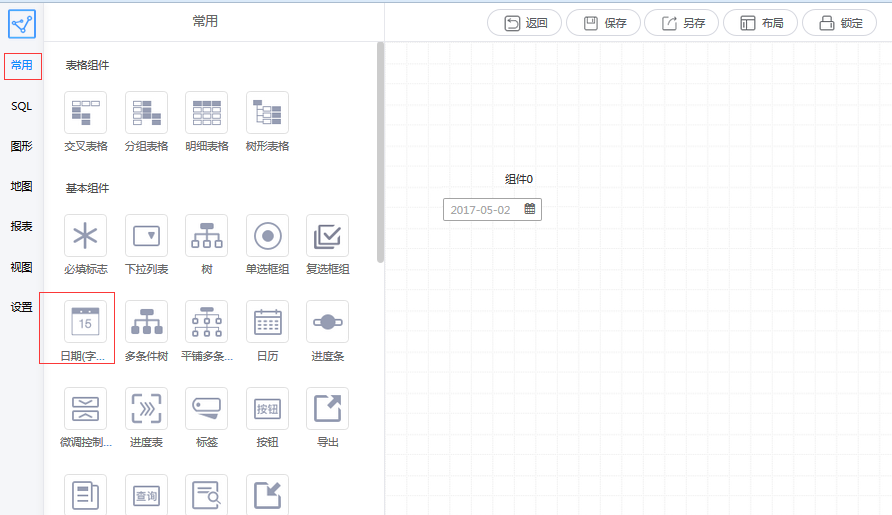 常用
返回
保存
另存
布局
锁定
常用
SQL
图形
地图
报表
视图
设置
表格组件
交叉表格
分组表格
明细表格
树形表格
基本组件
必填标志
下拉列表
树
单选框组
复选框组
15
日期(字...
多条件树
平铺多条...
日历
进度条
微调控制...
进度表
标签
按钮
按钮
导出
查询
组件0
2017-05-02